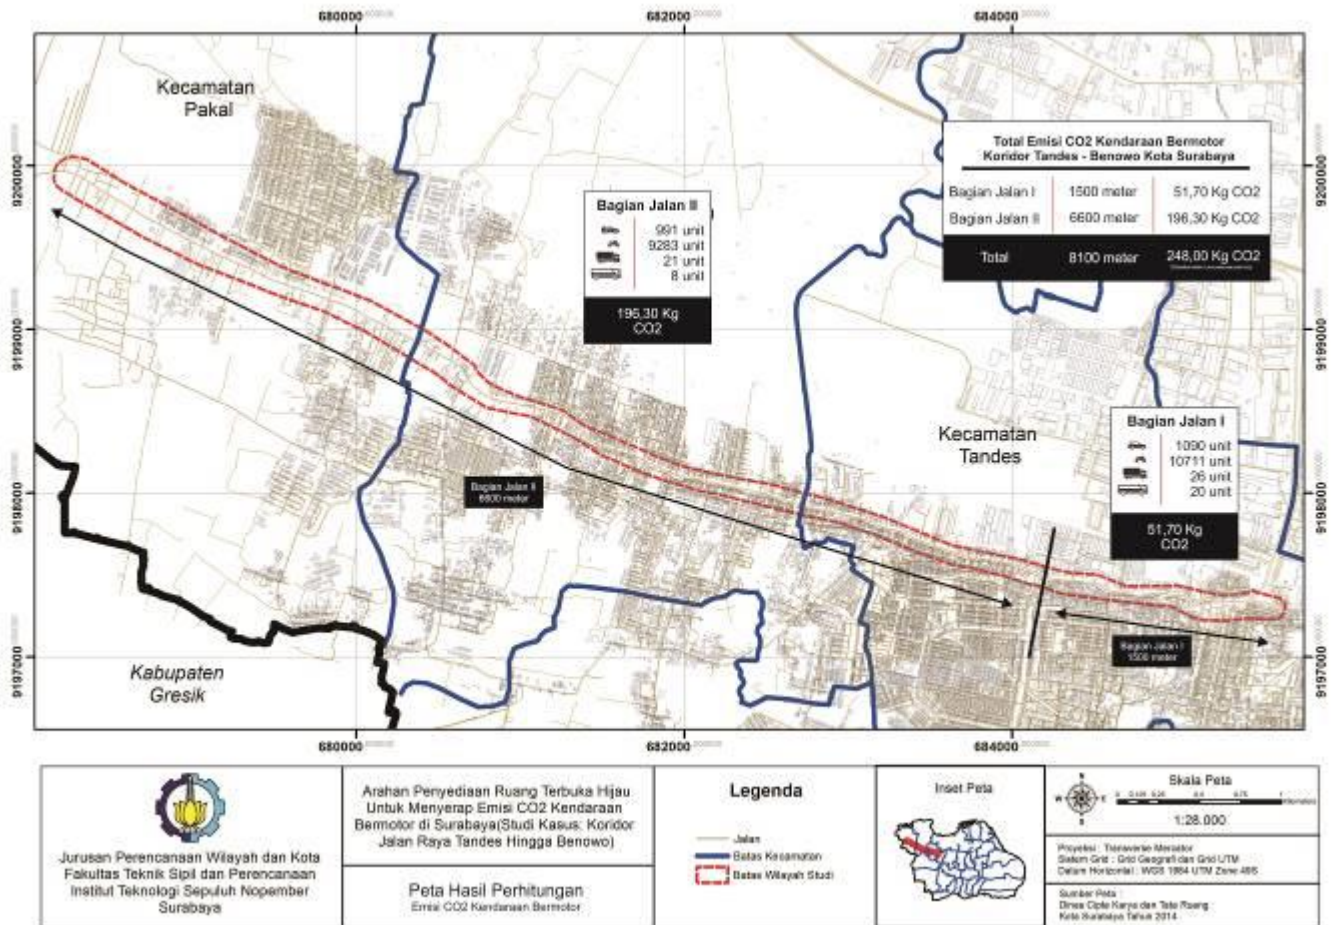 680000
682000
684000
Kecamatan
Pakal
9200000
9199000
9198000
9197000
9200000
9199000
9198000
9197000
Total Emisi CO2 Kendaraan Bermotor
Koridor Tandes - Benowo Kota Surabaya
Bagian Jalan I 1500 meter 51,70 Kg CO2
Bagian Jalan II 6600 meter 196,30 Kg CO2
Total 8100 meter 248,00 Kg CO2
Bagian Jalan II
991 unit
9283 unit
21 unit
8 unit
196,30 Kg
CO2
Kecamatan
Tandes
Bagian Jalan I
1090 unit
10711 unit
26 unit
20 unit
51,70 Kg
CO2
Bagian Jalan II
6600 meter
Bagian Jalan I
1500 meter
Kabupaten
Gresik
680000
682000
684000
Jurusan Perencanaan Wilayah dan Kota
Fakultas Teknik Sipil dan Perencanaan
Institut Teknologi Sepuluh Nopember
Surabaya
Arahan Penyediaan Ruang Terbuka Hijau
Untuk Menyerap Emisi CO2 Kendaraan
Bermotor di Surabaya(Studi Kasus: Koridor
Jalan Raya Tandes Hingga Benowo)
Peta Hasil Perhitungan
Emisi CO2 Kendaraan Bermotor
Legenda
Jalan
Batas Kecamatan
Batas Wilayah Studi
Inset Peta
Skala Peta
N
W E
S
1:28.000
Proyeksi : Transverse Mercator
Sistem Grid : Grid Geografi dan Grid UTM
Datum Horizontal : WGS 1984 UTM Zone 49S
Sumber Peta :
Dinas Cipta Karya dan Tata Ruang
Kota Surabaya Tahun 2014